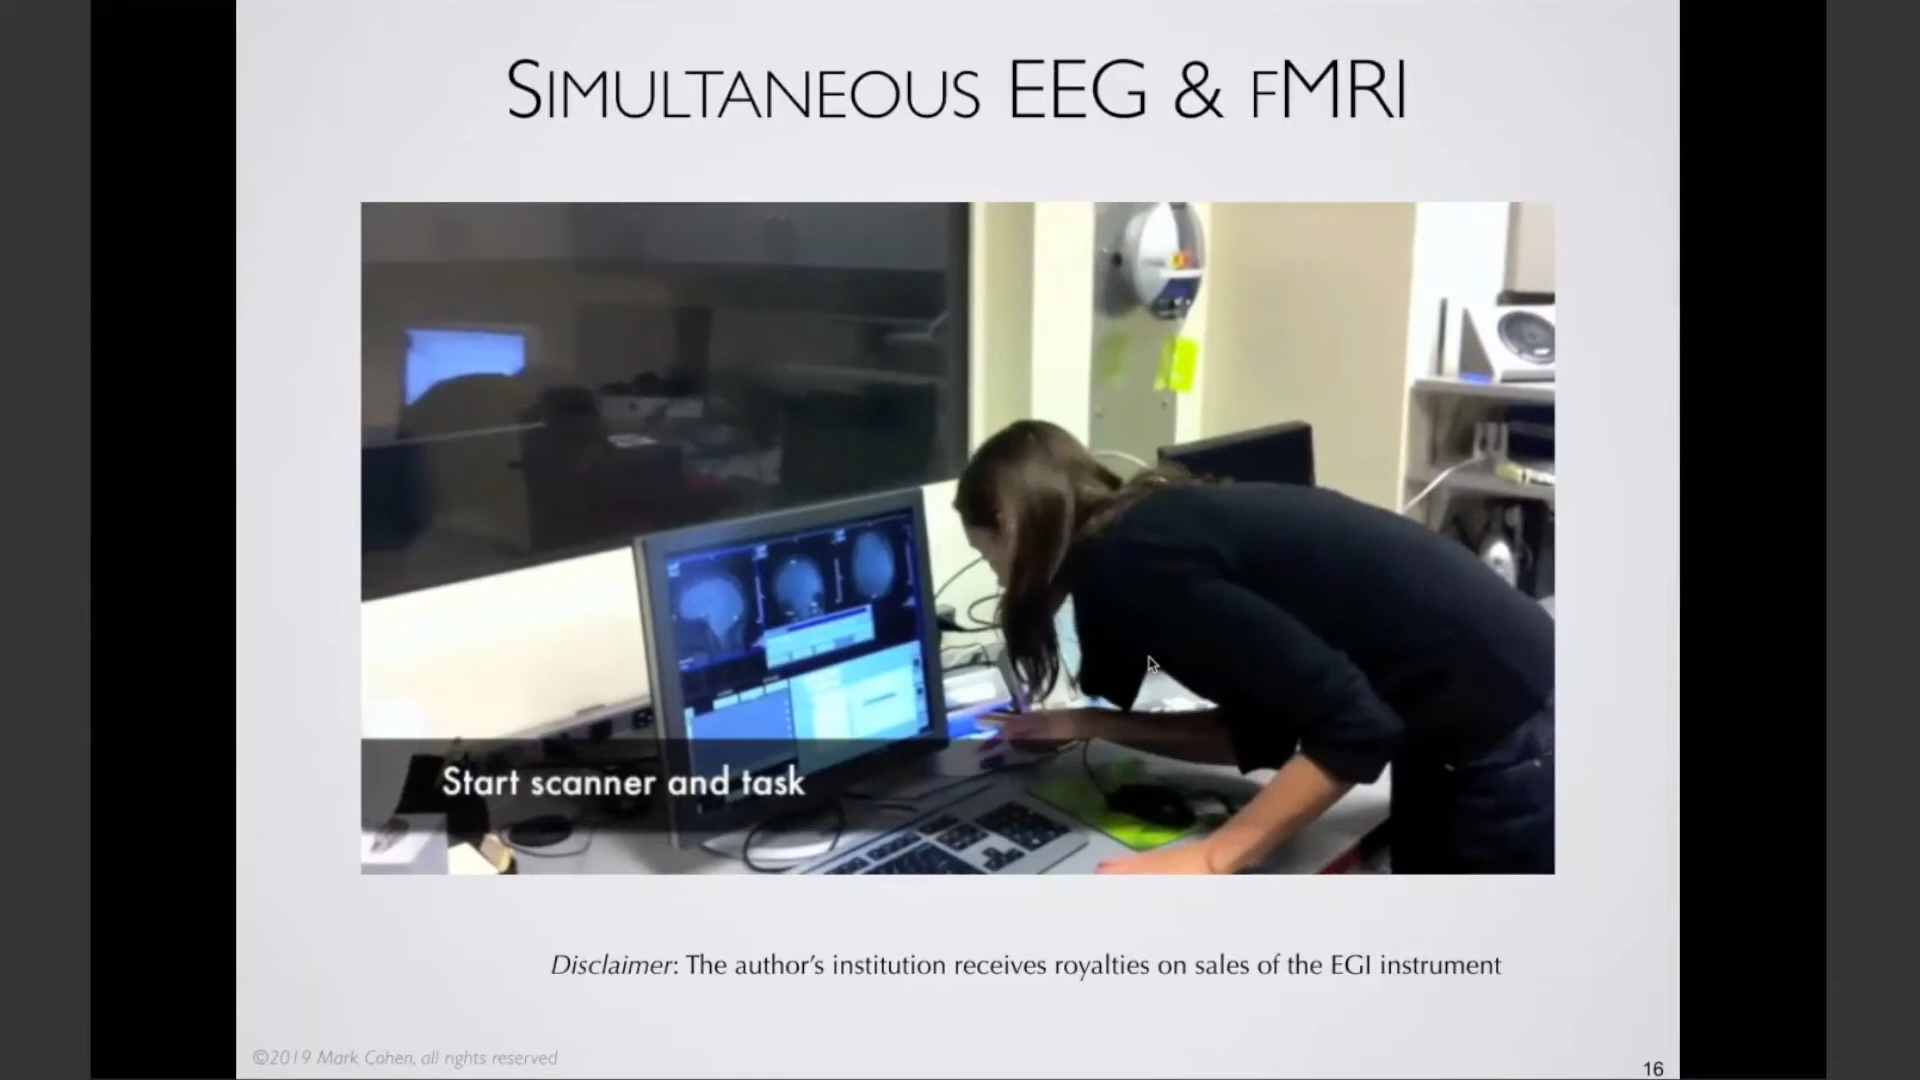 SIMULTANEOUS EEG & FMRI
Start scanner and task
Disclaimer: The author's institution receives royalties on sales of the EGI instrument
©2019 Mark Cohen, all rights reserved
16